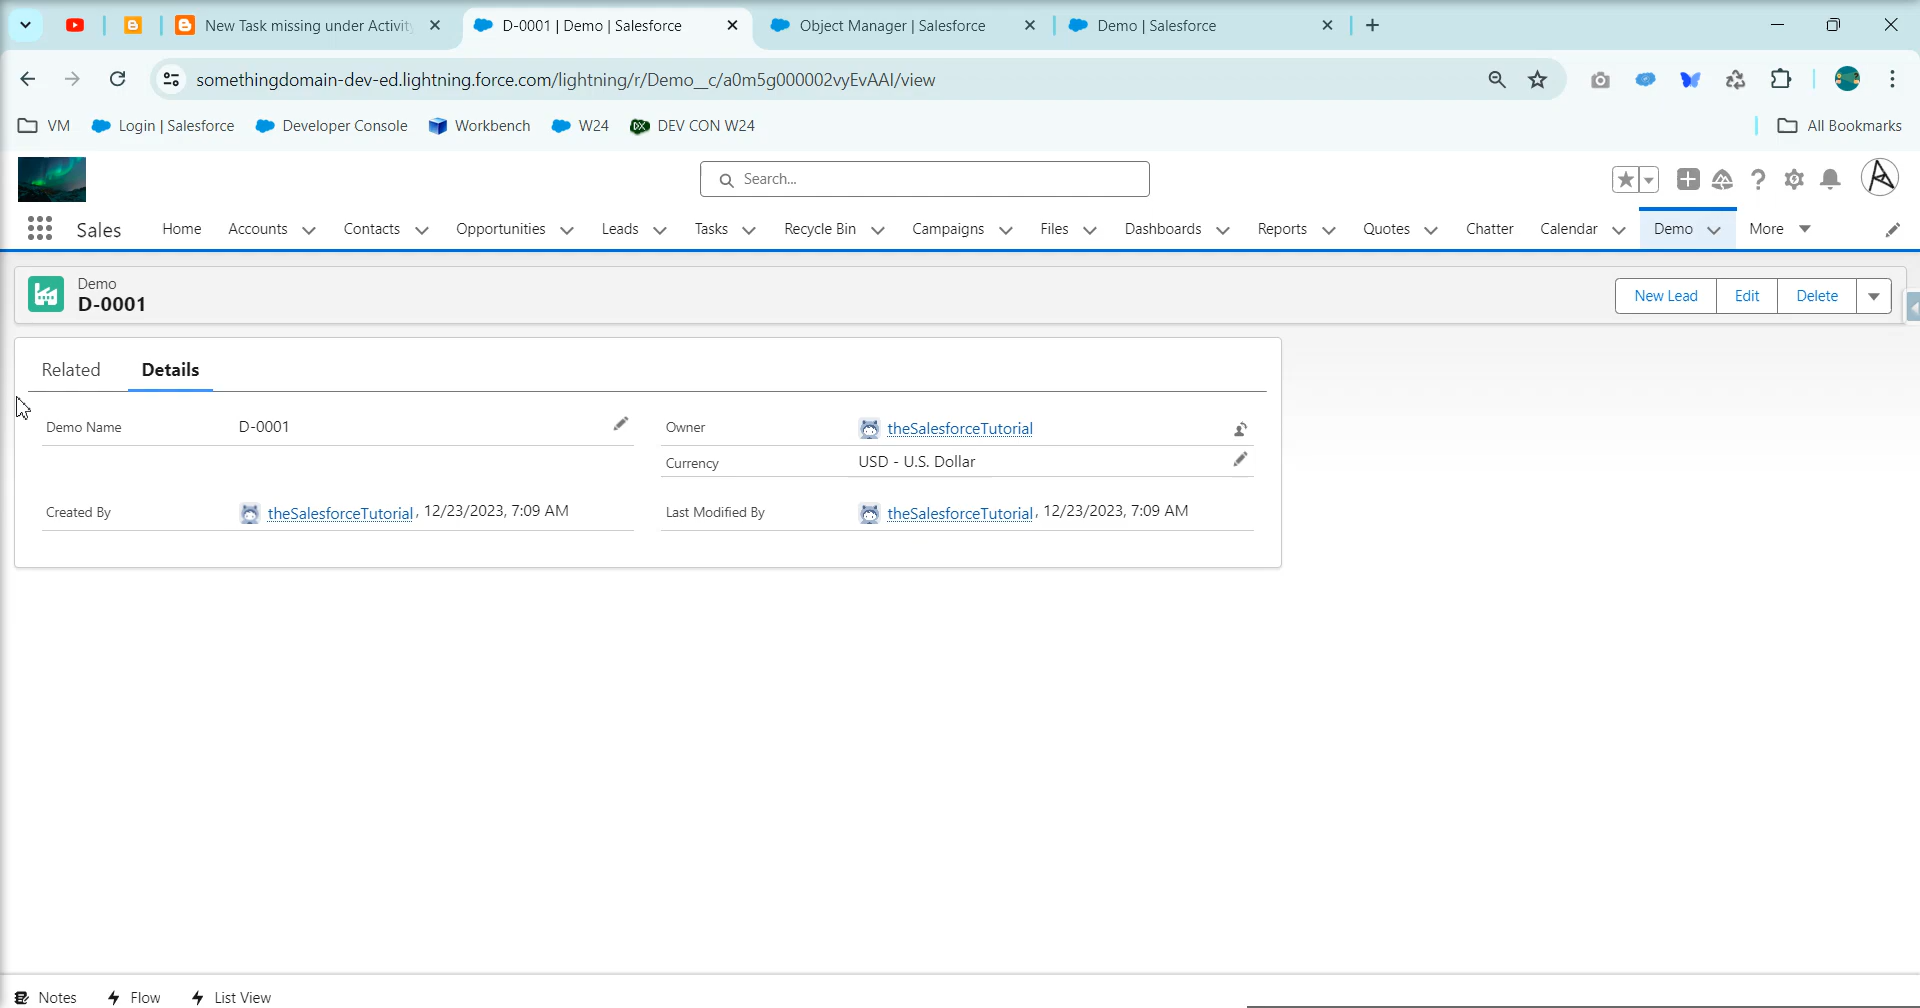 New Task missing under Activit
D-0001 | Demo | Salesforce
Object Manager | Salesforce
Demo | Salesforce
somethingdomain-dev-ed.lightning.force.com/lightning/r/Demo__c/a0m5g000002vyEvAAI/view
VM
Login | Salesforce
Developer Console
Workbench
W24
DEV CON W24
All Bookmarks
Search...
Sales
Home
Accounts
Contacts
Opportunities
Leads
Tasks
Recycle Bin
Campaigns
Files
Dashboards
Reports
Quotes
Chatter
Calendar
Demo
More
Demo
D-0001
New Lead
Edit
Delete
Related
Details
Demo Name
D-0001
Owner
theSalesforceTutorial
Currency
USD - U.S. Dollar
Created By
theSalesforceTutorial, 12/23/2023, 7:09 AM
Last Modified By
theSalesforceTutorial, 12/23/2023, 7:09 AM
Notes
Flow
List View